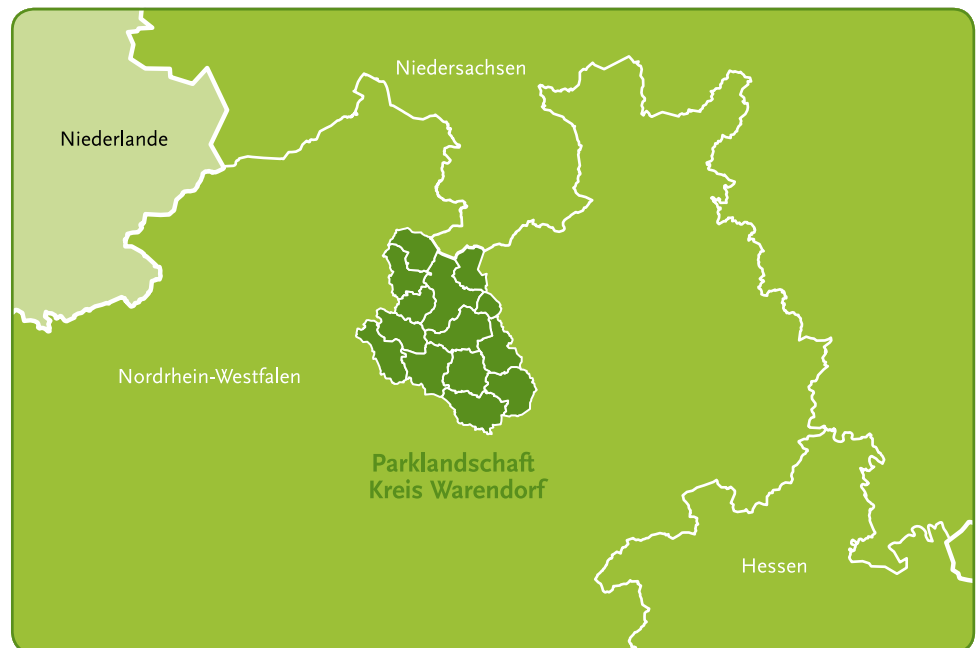 Niedersachsen
Niederlande
Nordrhein-Westfalen
Parklandschaft
Kreis Warendorf
Hessen